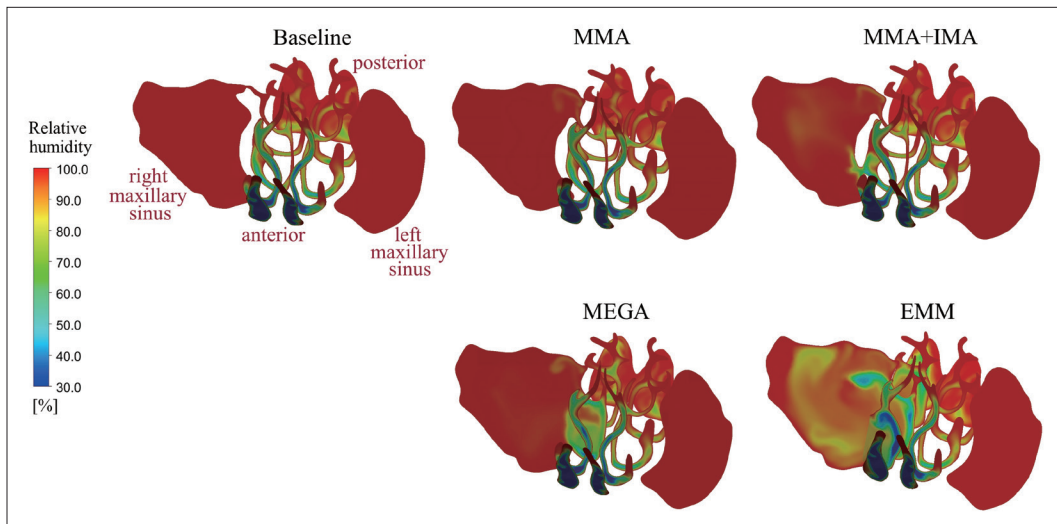 Baseline
MMA
MMA+IMA
posterior
Relative
humidity
100.0
90.0
80.0
70.0
60.0
50.0
40.0
30.0
[%]
right
maxillary
sinus
anterior
left
maxillary
sinus
MEGA
EMM